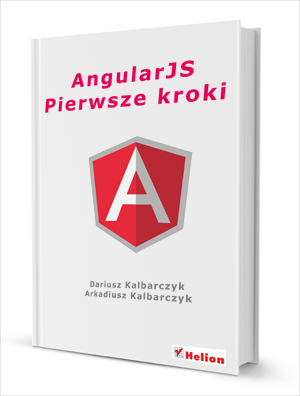 AngularJS
Pierwsze kroki
A
Dariusz Kalbarczyk
Arkadiusz Kalbarczyk
Helion